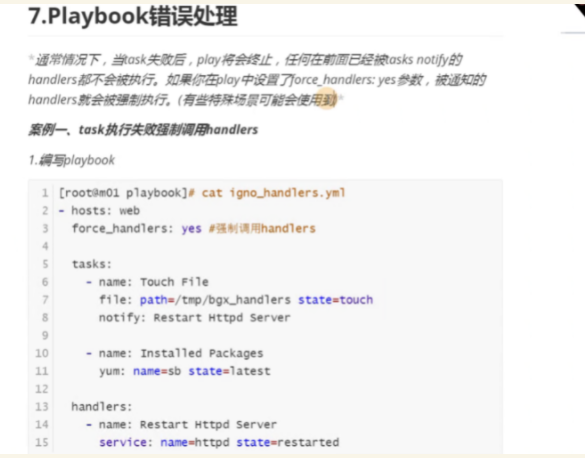 7.Playbook错误处理
*通常情况下，当task失败后，play将会终止，任何在前面已经被tasks notify的
handlers都不会被执行。如果你在play中设置了force_handlers: yes参数，被通知的
handlers就会被强制执行。(有些特殊场景可能会使用到)*
案例一、task执行失败强制调用handlers
1.编写playbook
1 [root@m01 playbook]# cat igno_handlers.yml
2 - hosts: web
3   force_handlers: yes #强制调用handlers
4
5   tasks:
6     - name: Touch File
7       file: path=/tmp/bgx_handlers state=touch
8       notify: Restart Httpd Server
9
10     - name: Installed Packages
11       yum: name=sb state=latest
12
13   handlers:
14     - name: Restart Httpd Server
15       service: name=httpd state=restarted